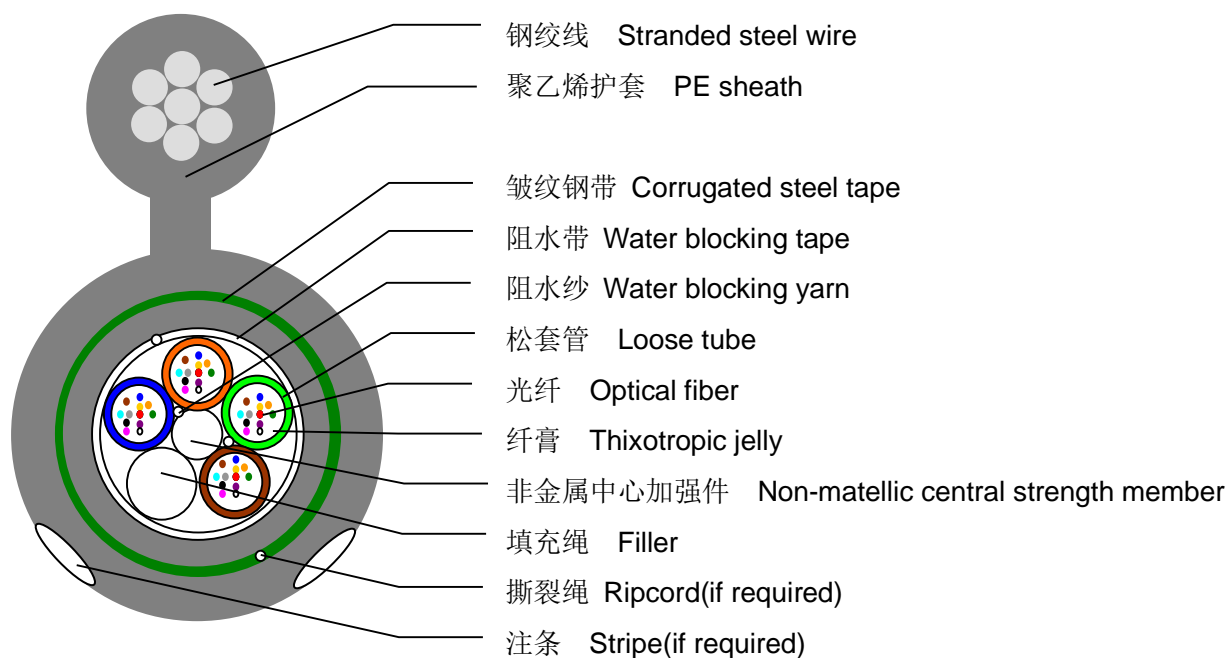 钢绞线 Stranded steel wire
聚乙烯护套 PE sheath
皱纹钢带 Corrugated steel tape
阻水带 Water blocking tape
阻水纱 Water blocking yarn
松套管 Loose tube
光纤 Optical fiber
纤膏 Thixotropic jelly
非金属中心加强件 Non-matellic central strength member
填充绳 Filler
撕裂绳 Ripcord(if required)
注条 Stripe(if required)